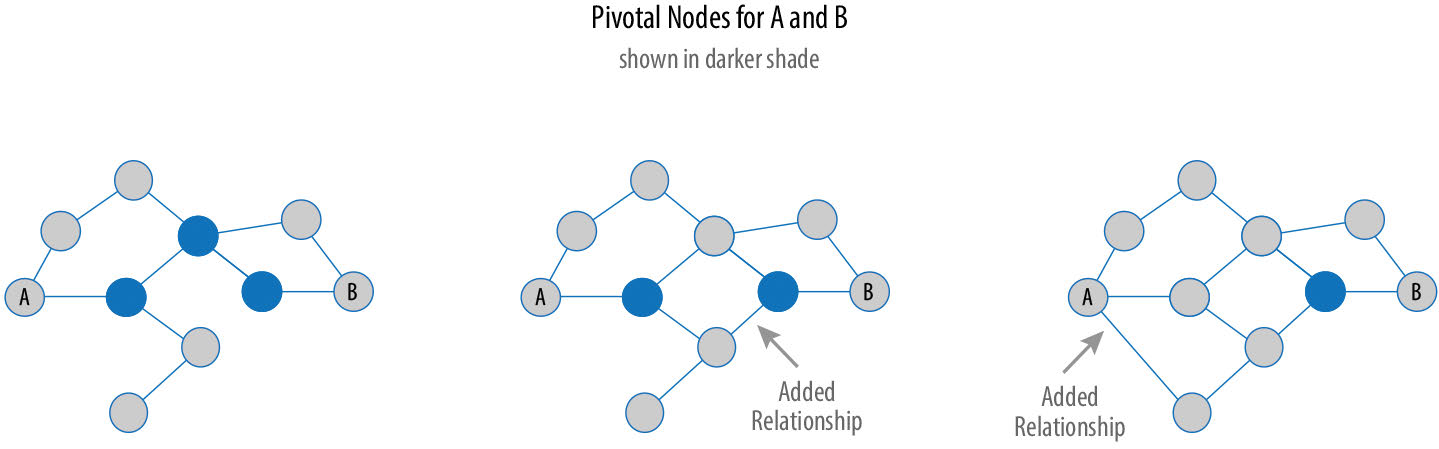 Pivotal Nodes for A and B
shown in darker shade
A
B
A
B
Added
Relationship
A
B
Added
Relationship